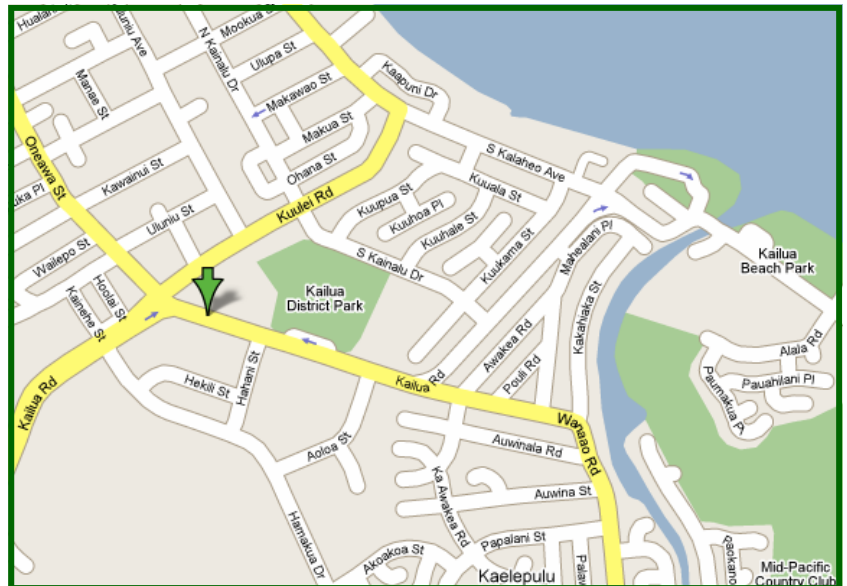 Mookua St
N Kainalu Dr
Ulupa St
Kaapuni Dr
Manae St
Makawao St
Makua St
Oneawa St
Ohana St
S Kalaheo Ave
Kawainui St
Kuuala St
Kuupua St
Kuulei Rd
Kuuhoa Pl
Uluniu St
Kuuhale St
Mahealani Pl
Wailepo St
Kuukama St
S Kainalu Dr
Kailua
Beach Park
Hoolai St
Kainehe St
Kailua
District Park
Kakahiaka St
Awakea Rd
Alala Rd
Pouli Rd
Paumakua Pl
Pauahilani Pl
Hekili St
Hahani St
Kailua Rd
Kailua Rd
Wanaao Rd
Auwinala Rd
Aoloa St
Ka Awakea Rd
Auwina St
Hamakua Dr
Papalani St
Akoakoa St
Kaelepulu
Mid-Pacific
Country Club